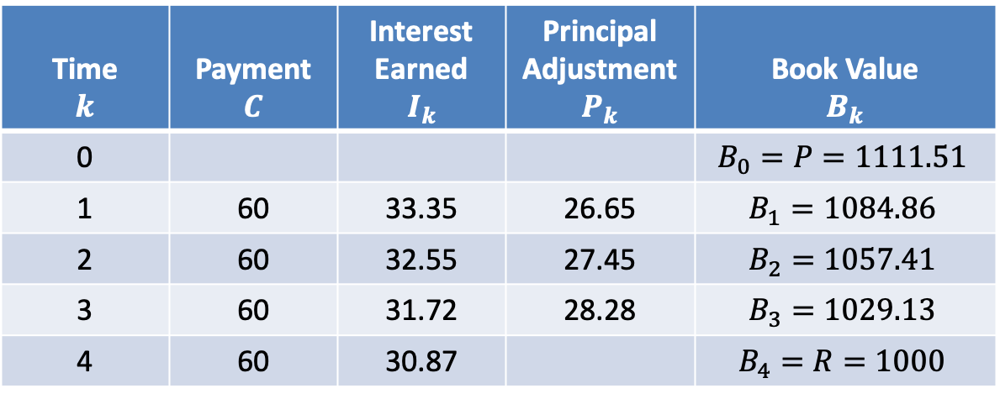 Time k | Payment C | Interest Earned I_k | Principal Adjustment P_k | Book Value B_k
0 | | | | B_0 = P = 1111.51
1 | 60 | 33.35 | 26.65 | B_1 = 1084.86
2 | 60 | 32.55 | 27.45 | B_2 = 1057.41
3 | 60 | 31.72 | 28.28 | B_3 = 1029.13
4 | 60 | 30.87 | | B_4 = R = 1000